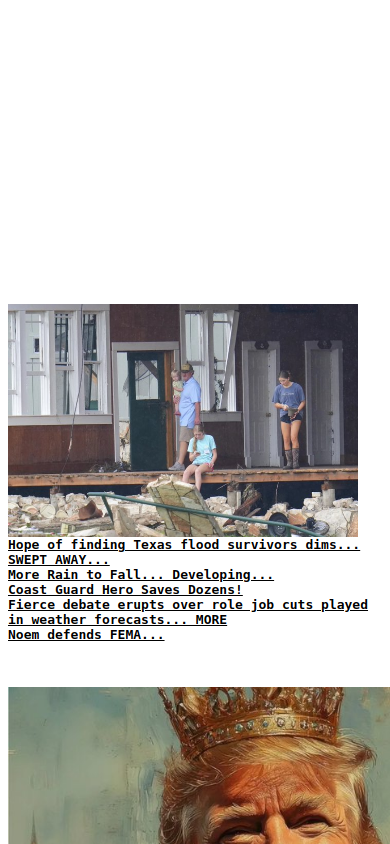 Hope of finding Texas flood survivors dims...
SWEPT AWAY...
More Rain to Fall... Developing...
Coast Guard Hero Saves Dozens!
Fierce debate erupts over role job cuts played
in weather forecasts... MORE
Noem defends FEMA...